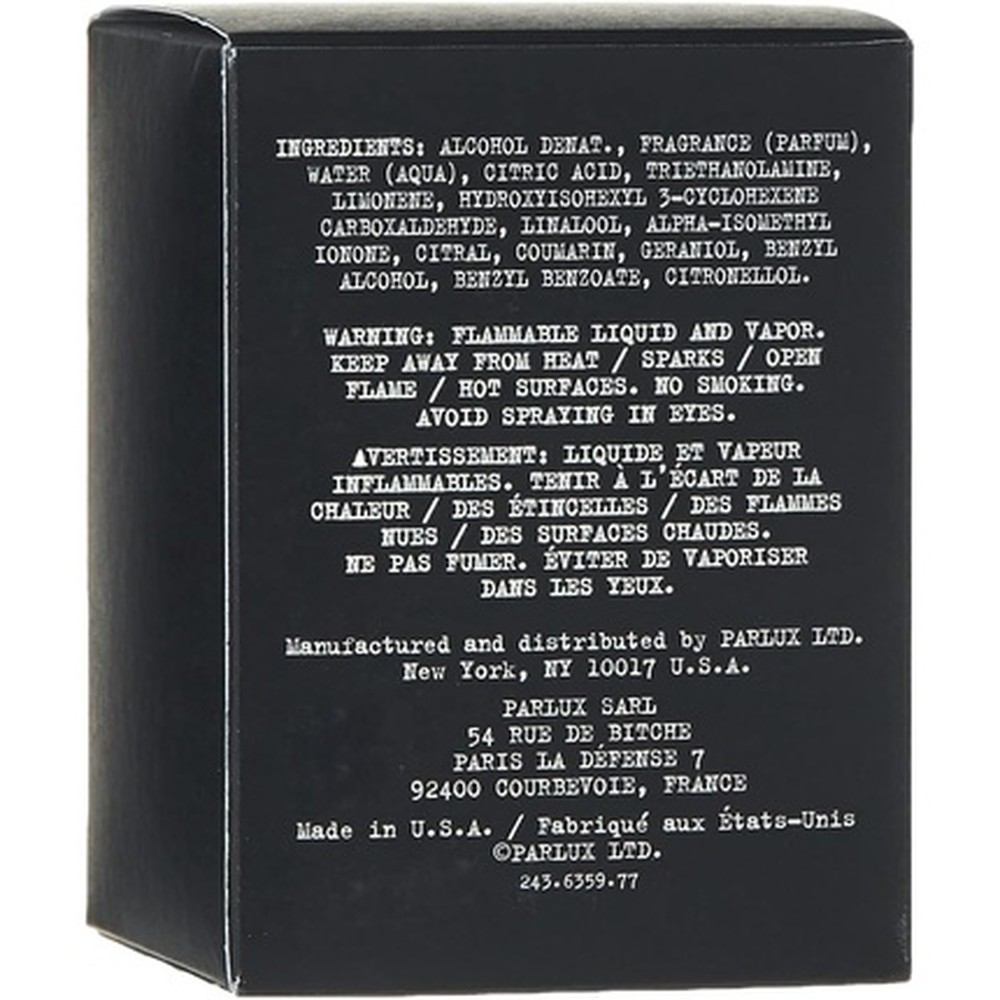 INGREDIENTS: ALCOHOL DENAT., FRAGRANCE (PARFUM),
WATER (AQUA), CITRIC ACID, TRIETHANOLAMINE,
LIMONENE, HYDROXYISOHEXYL 3-CYCLOHEXENE
CARBOXALDEHYDE, LINALOOL, ALPHA-ISOMETHYL
IONONE, CITRAL, COUMARIN, GERANIOL, BENZYL
ALCOHOL, BENZYL BENZOATE, CITRONELLOL.
WARNING: FLAMMABLE LIQUID AND VAPOR.
KEEP AWAY FROM HEAT / SPARKS / OPEN
FLAME / HOT SURFACES. NO SMOKING.
AVOID SPRAYING IN EYES.
AVERTISSEMENT: LIQUIDE ET VAPEUR
INFLAMMABLES. TENIR À L'ÉCART DE LA
CHALEUR / DES ÉTINCELLES / DES FLAMMES
NUES / DES SURFACES CHAUDES.
NE PAS FUMER. ÉVITER DE VAPORISER
DANS LES YEUX.
Manufactured and distributed by PARLUX LTD.
New York, NY 10017 U.S.A.
PARLUX SARL
54 RUE DE BITCHE
PARIS LA DÉFENSE 7
92400 COURBEVOIE, FRANCE
Made in U.S.A. / Fabriqué aux États-Unis
©PARLUX LTD.
243.6359.77